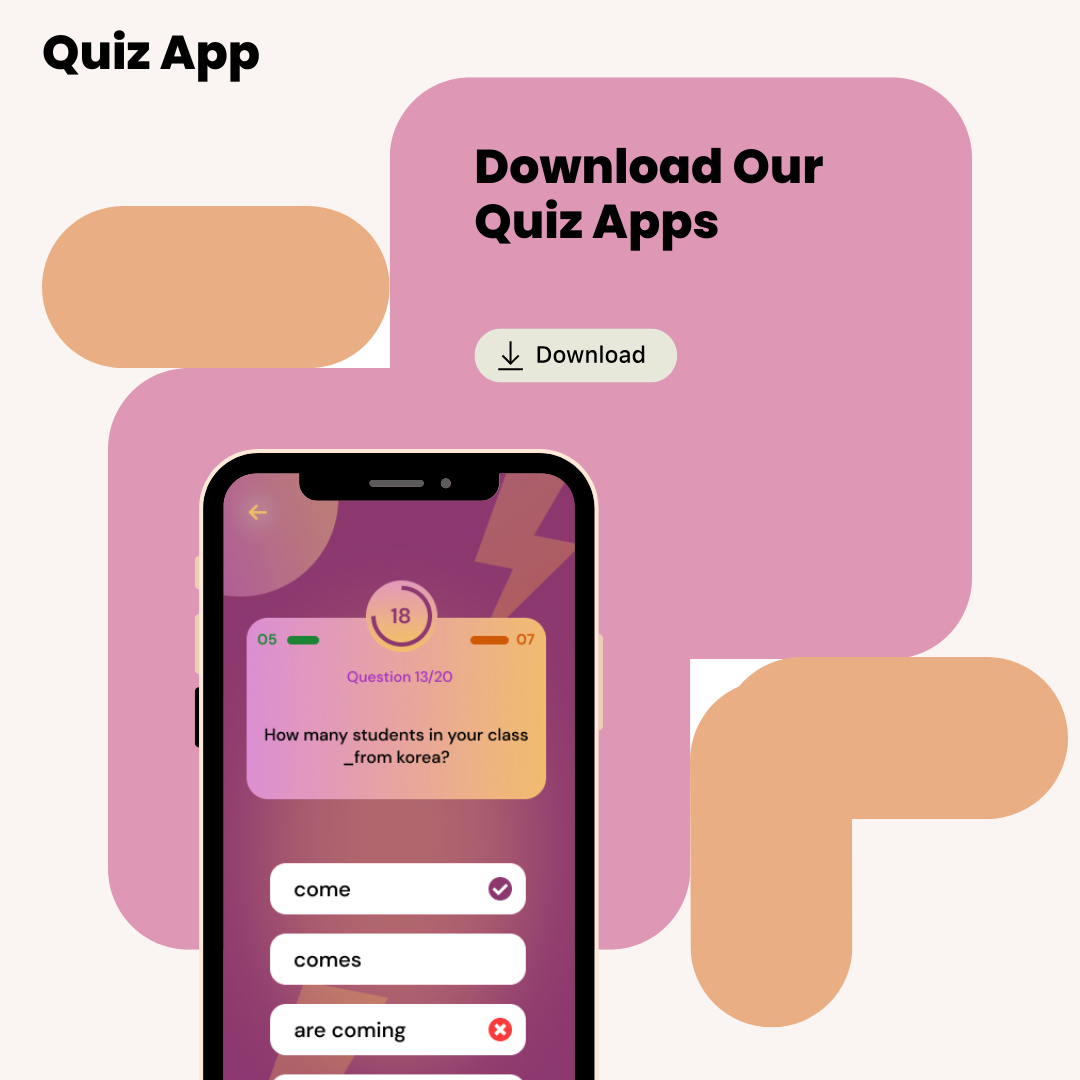 Quiz App
Download Our
Quiz Apps
Download
18
05
07
Question 13/20
How many students in your class
_from korea?
come
comes
are coming